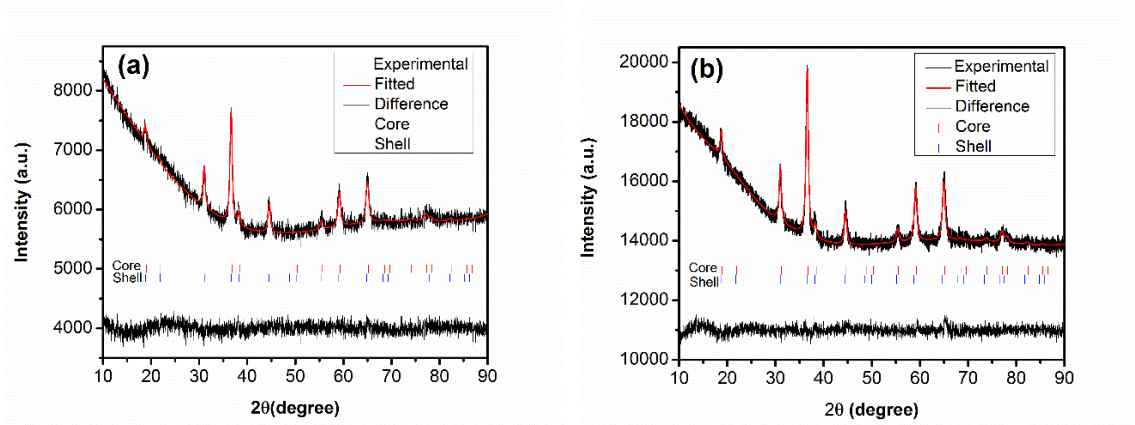 (a)
Experimental
Fitted
Difference
Core
Shell
8000
7000
6000
5000
4000
Intensity (a.u.)
Core
Shell
10 20 30 40 50 60 70 80 90
2θ(degree)
(b)
Experimental
Fitted
Difference
Core
Shell
20000
18000
16000
14000
12000
10000
Intensity (a.u.)
Core
Shell
10 20 30 40 50 60 70 80 90
2θ (degree)